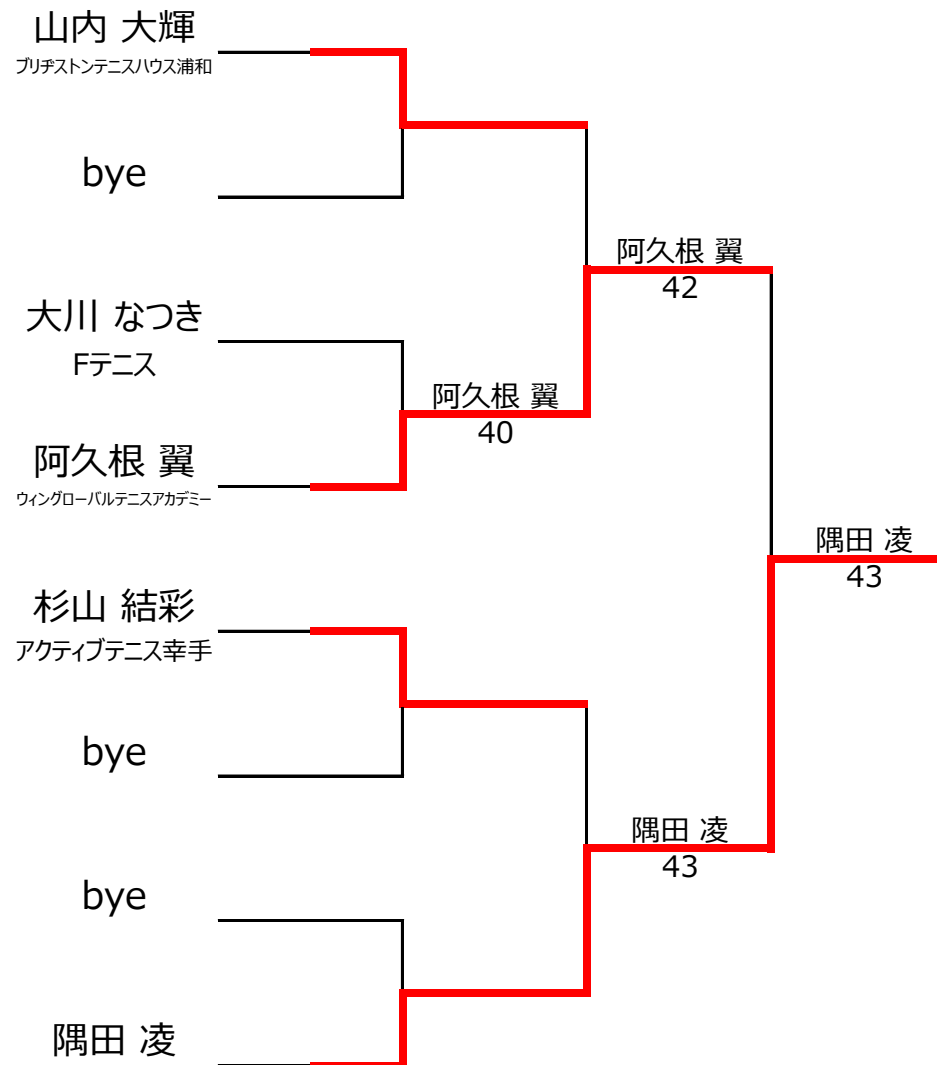 山内 大輝
ブリヂストンテニスハウス浦和
bye
阿久根 翼
42
大川 なつき
Fテニス
阿久根 翼
40
阿久根 翼
ウィングローバルテニスアカデミー
隅田 凌
43
杉山 結彩
アクティブテニス幸手
bye
隅田 凌
43
bye
隅田 凌